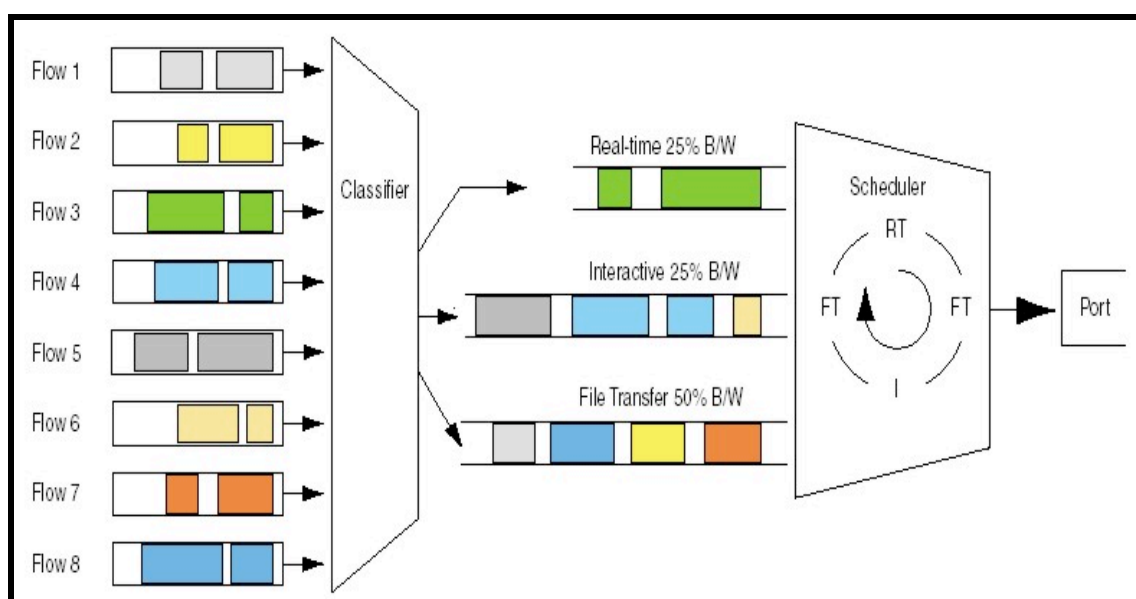 Flow 1
Flow 2
Flow 3
Flow 4
Flow 5
Flow 6
Flow 7
Flow 8
Classifier
Real-time 25% B/W
Interactive 25% B/W
File Transfer 50% B/W
Scheduler
RT
FT
FT
I
Port